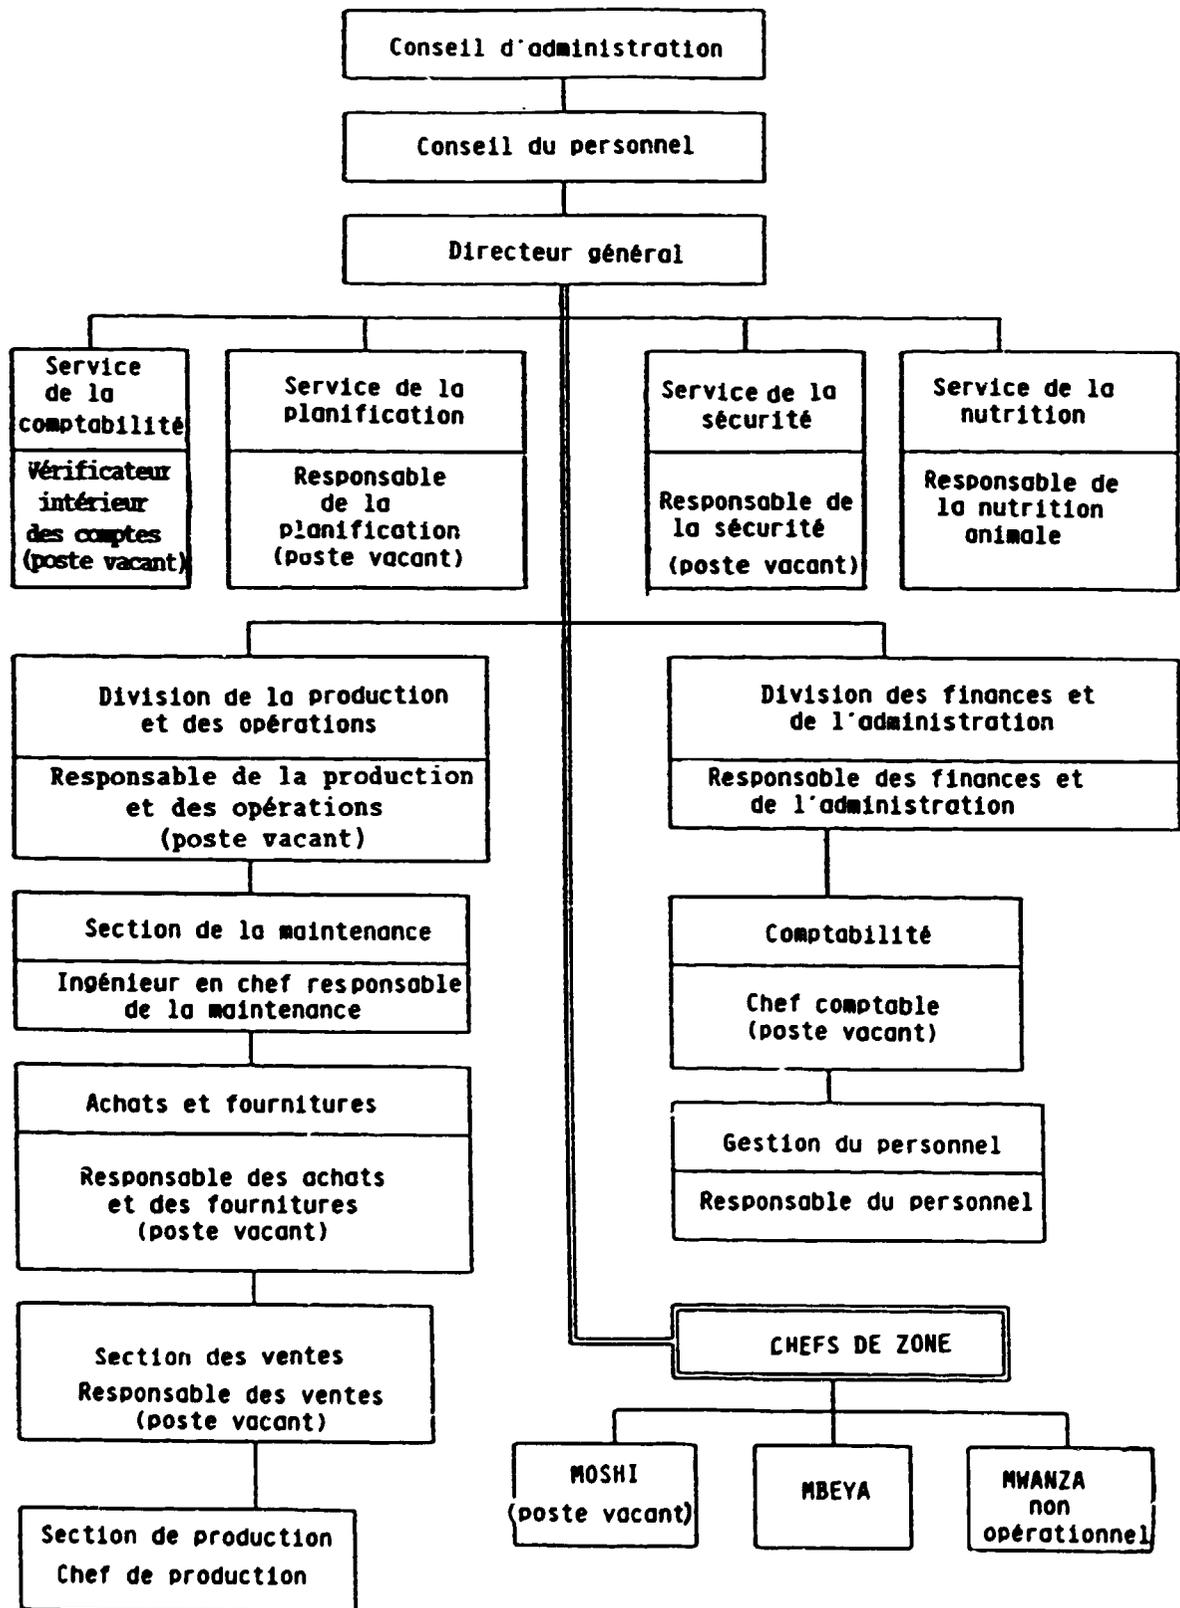 Conseil d'administration
Conseil du personnel
Directeur général
Service
de la
comptabilité
Vérificateur
intérieur
des comptes
(poste vacant)
Service de la
planification
Responsable
de la
planification
(poste vacant)
Service de la
sécurité
Responsable de
la sécurité
(poste vacant)
Service de la
nutrition
Responsable de
la nutrition
animale
Division de la production
et des opérations
Responsable de la production
et des opérations
(poste vacant)
Section de la maintenance
Ingénieur en chef responsable
de la maintenance
Achats et fournitures
Responsable des achats
et des fournitures
(poste vacant)
Section des ventes
Responsable des ventes
(poste vacant)
Section de production
Chef de production
Division des finances et
de l'administration
Responsable des finances et
de l'administration
Comptabilité
Chef comptable
(poste vacant)
Gestion du personnel
Responsable du personnel
CHEFS DE ZONE
MOSHI
(poste vacant)
MBEYA
MWANZA
non
opérationnel